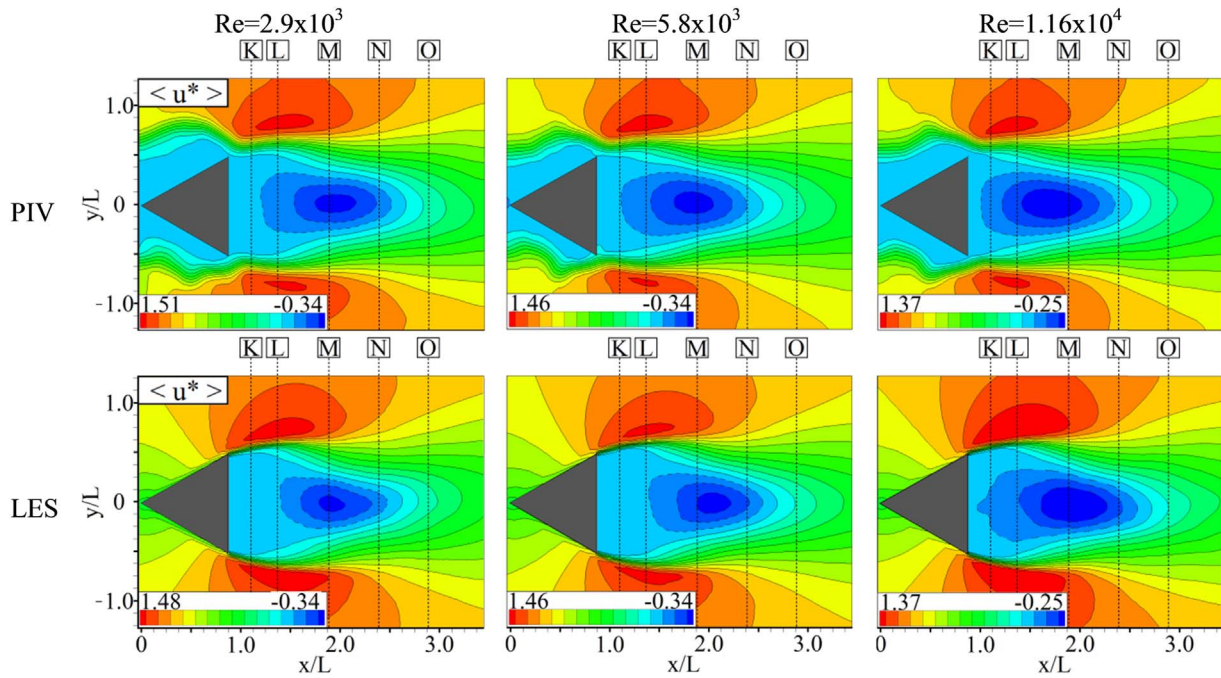 Re=2.9x10³ Re=5.8x10³ Re=1.16x10⁴
K L M N O K L M N O K L M N O
< u* >
1.0
0
-1.0
y/L
PIV
1.51 -0.34 1.46 -0.34 1.37 -0.25
K L M N O K L M N O K L M N O
< u* >
1.0
0
-1.0
y/L
LES
1.48 -0.34 1.46 -0.34 1.37 -0.25
0 1.0 2.0 3.0 0 1.0 2.0 3.0 0 1.0 2.0 3.0
x/L x/L x/L